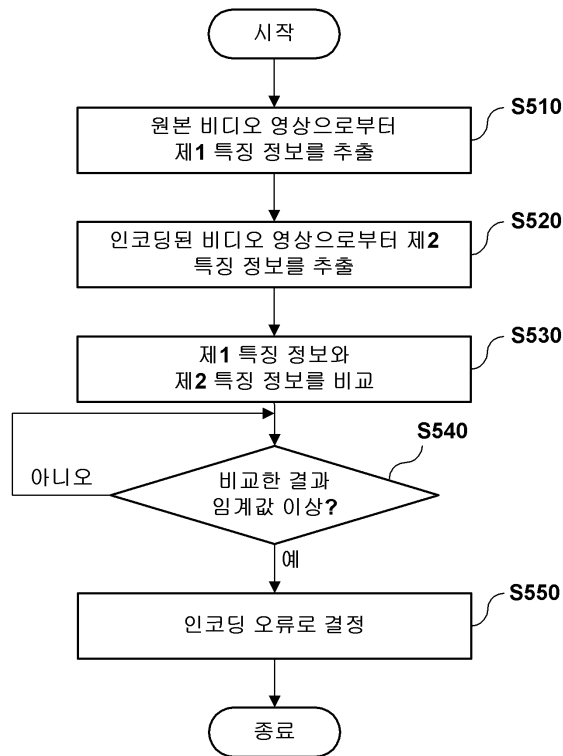 시작
S510
원본 비디오 영상으로부터
제1 특징 정보를 추출
S520
인코딩된 비디오 영상으로부터 제2
특징 정보를 추출
S530
제1 특징 정보와
제2 특징 정보를 비교
S540
아니오
비교한 결과
임계값 이상?
예
S550
인코딩 오류로 결정
종료